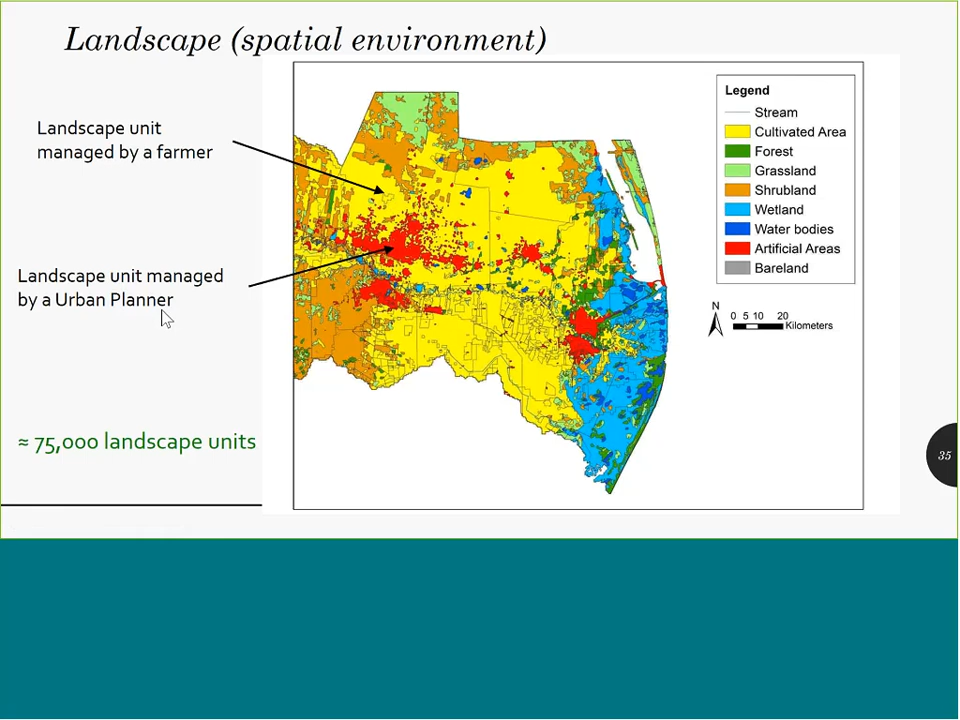 Landscape (spatial environment)
Landscape unit
managed by a farmer
Landscape unit managed
by a Urban Planner
≈ 75,000 landscape units
Legend
Stream
Cultivated Area
Forest
Grassland
Shrubland
Wetland
Water bodies
Artificial Areas
Bareland
N
0 5 10 20
Kilometers
35